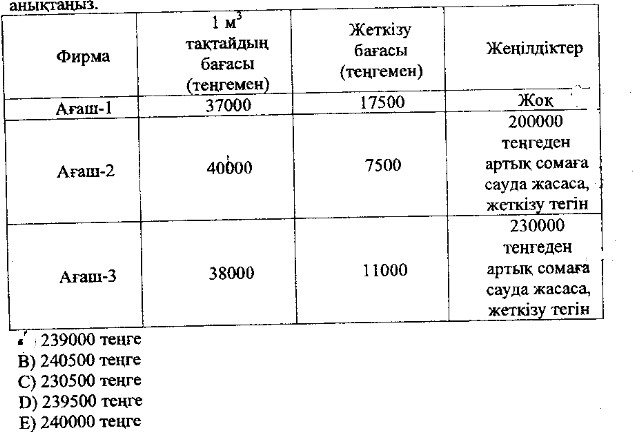 анықтаңыз.
Фирма
1 м³
тақтайдың
бағасы
(теңгемен)
Жеткізу
бағасы
(теңгемен)
Жеңілдіктер
Ағаш-1
37000
17500
Жоқ
Ағаш-2
40000
7500
200000
теңгеден
артық сомаға
сауда жасаса,
жеткізу тегін
Ағаш-3
38000
11000
230000
теңгеден
артық сомаға
сауда жасаса,
жеткізу тегін
239000 теңге
B) 240500 теңге
C) 230500 теңге
D) 239500 теңге
E) 240000 теңге